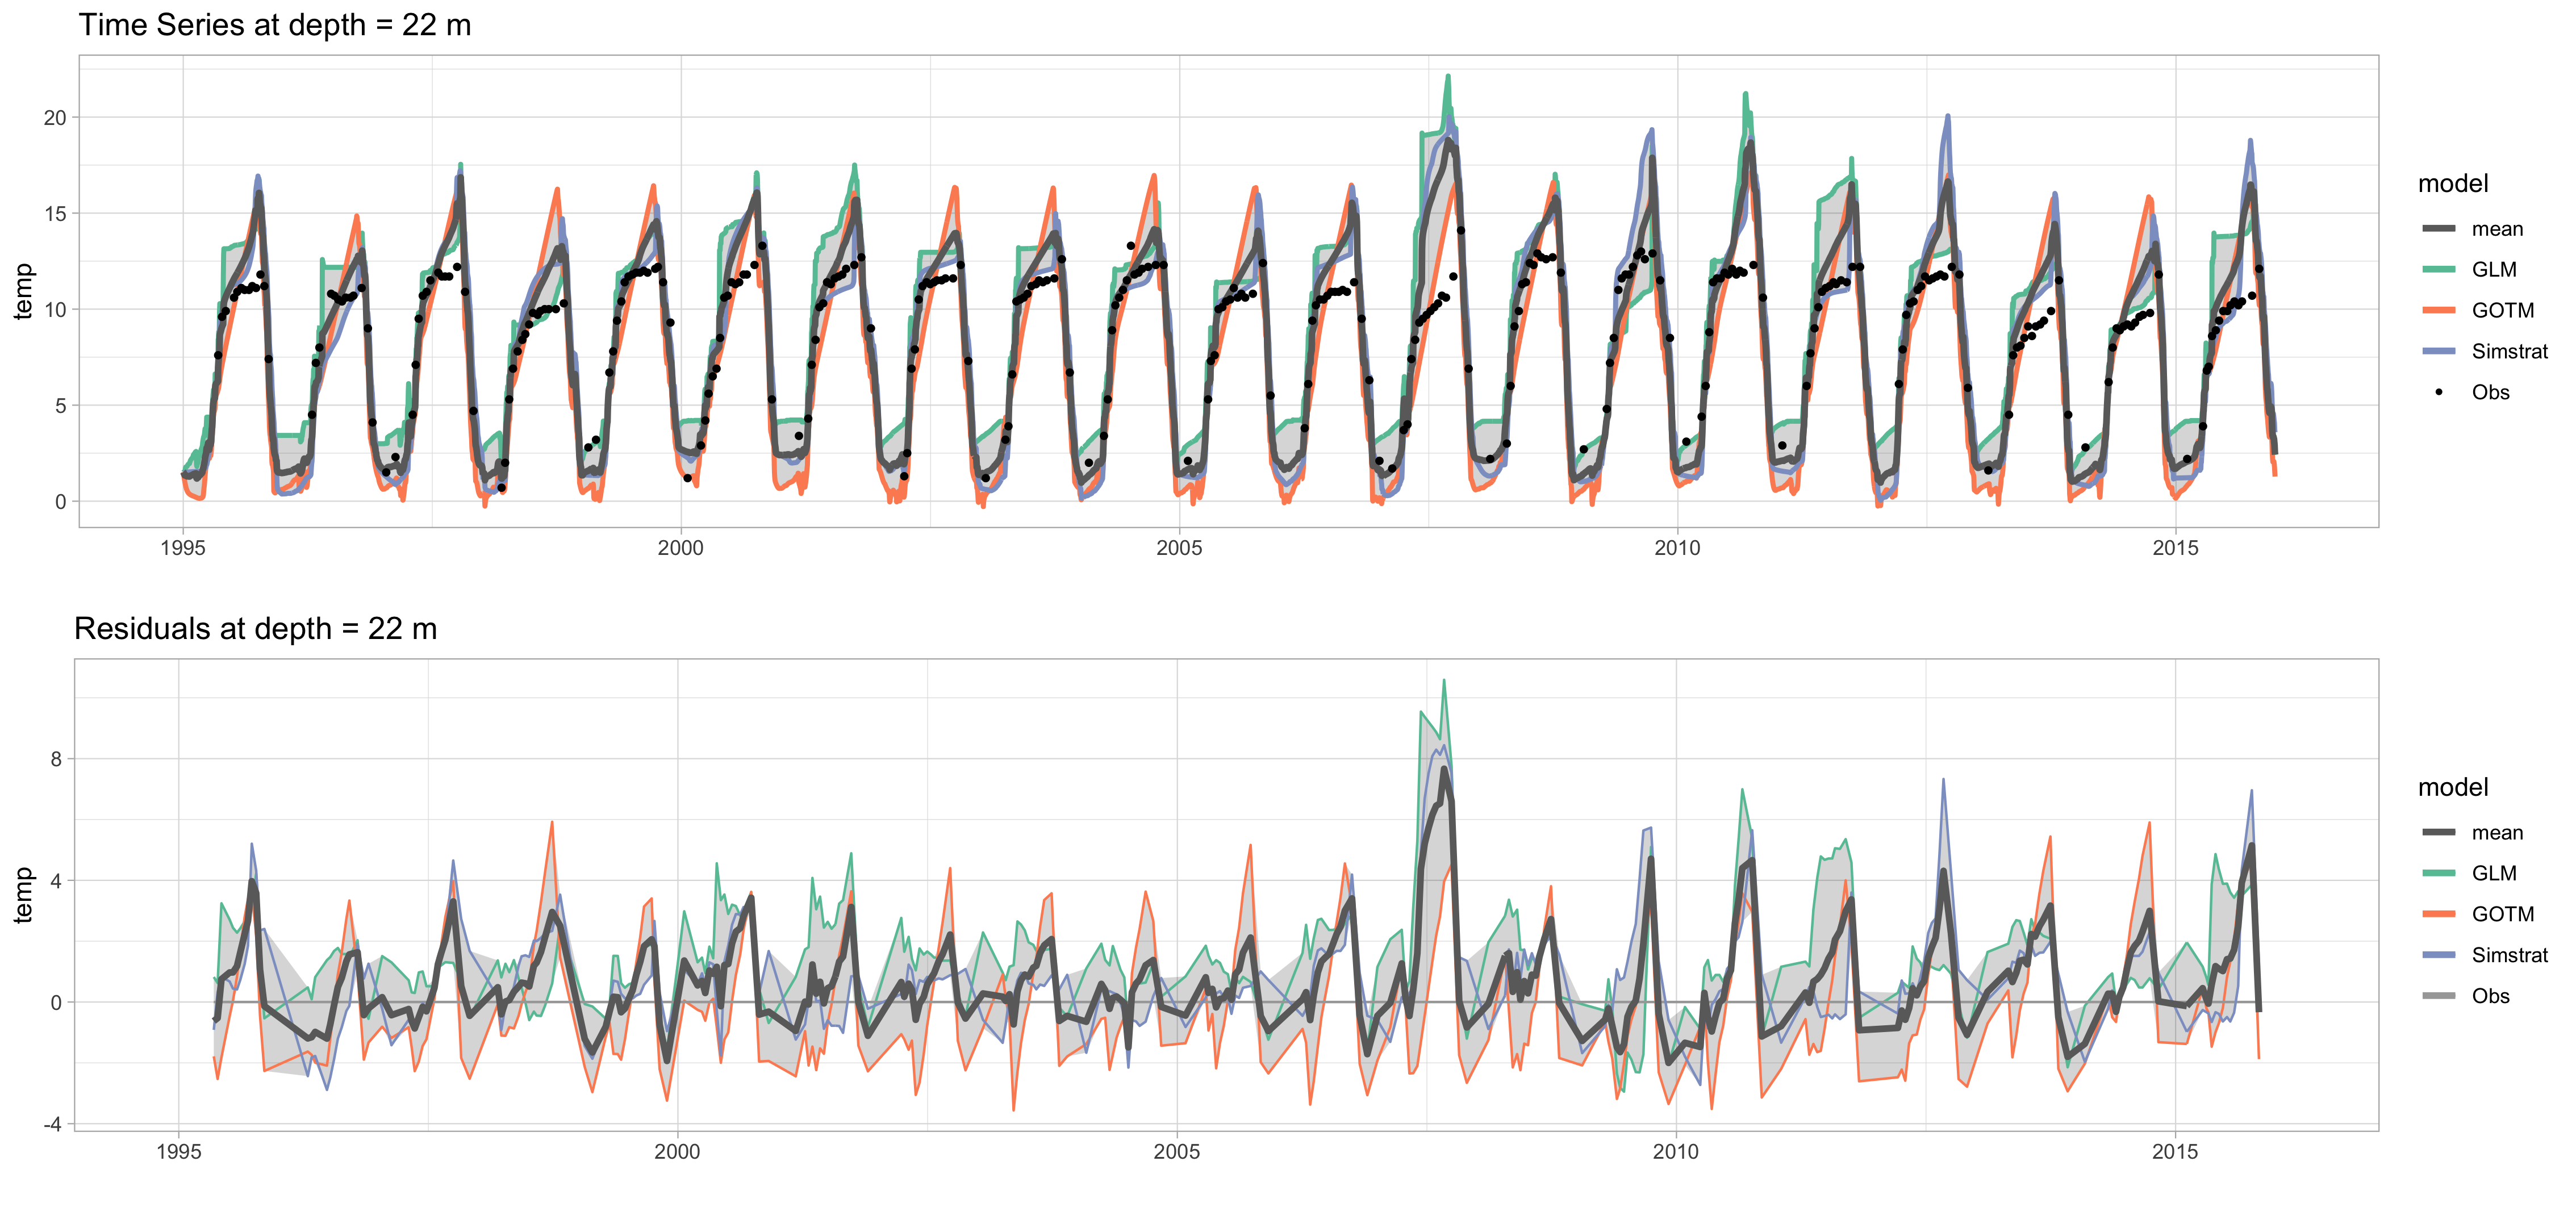 Time Series at depth = 22 m
temp
20
15
10
5
0
1995
2000
2005
2010
2015
model
mean
GLM
GOTM
Simstrat
Obs
Residuals at depth = 22 m
temp
8
4
0
-4
1995
2000
2005
2010
2015
model
mean
GLM
GOTM
Simstrat
Obs